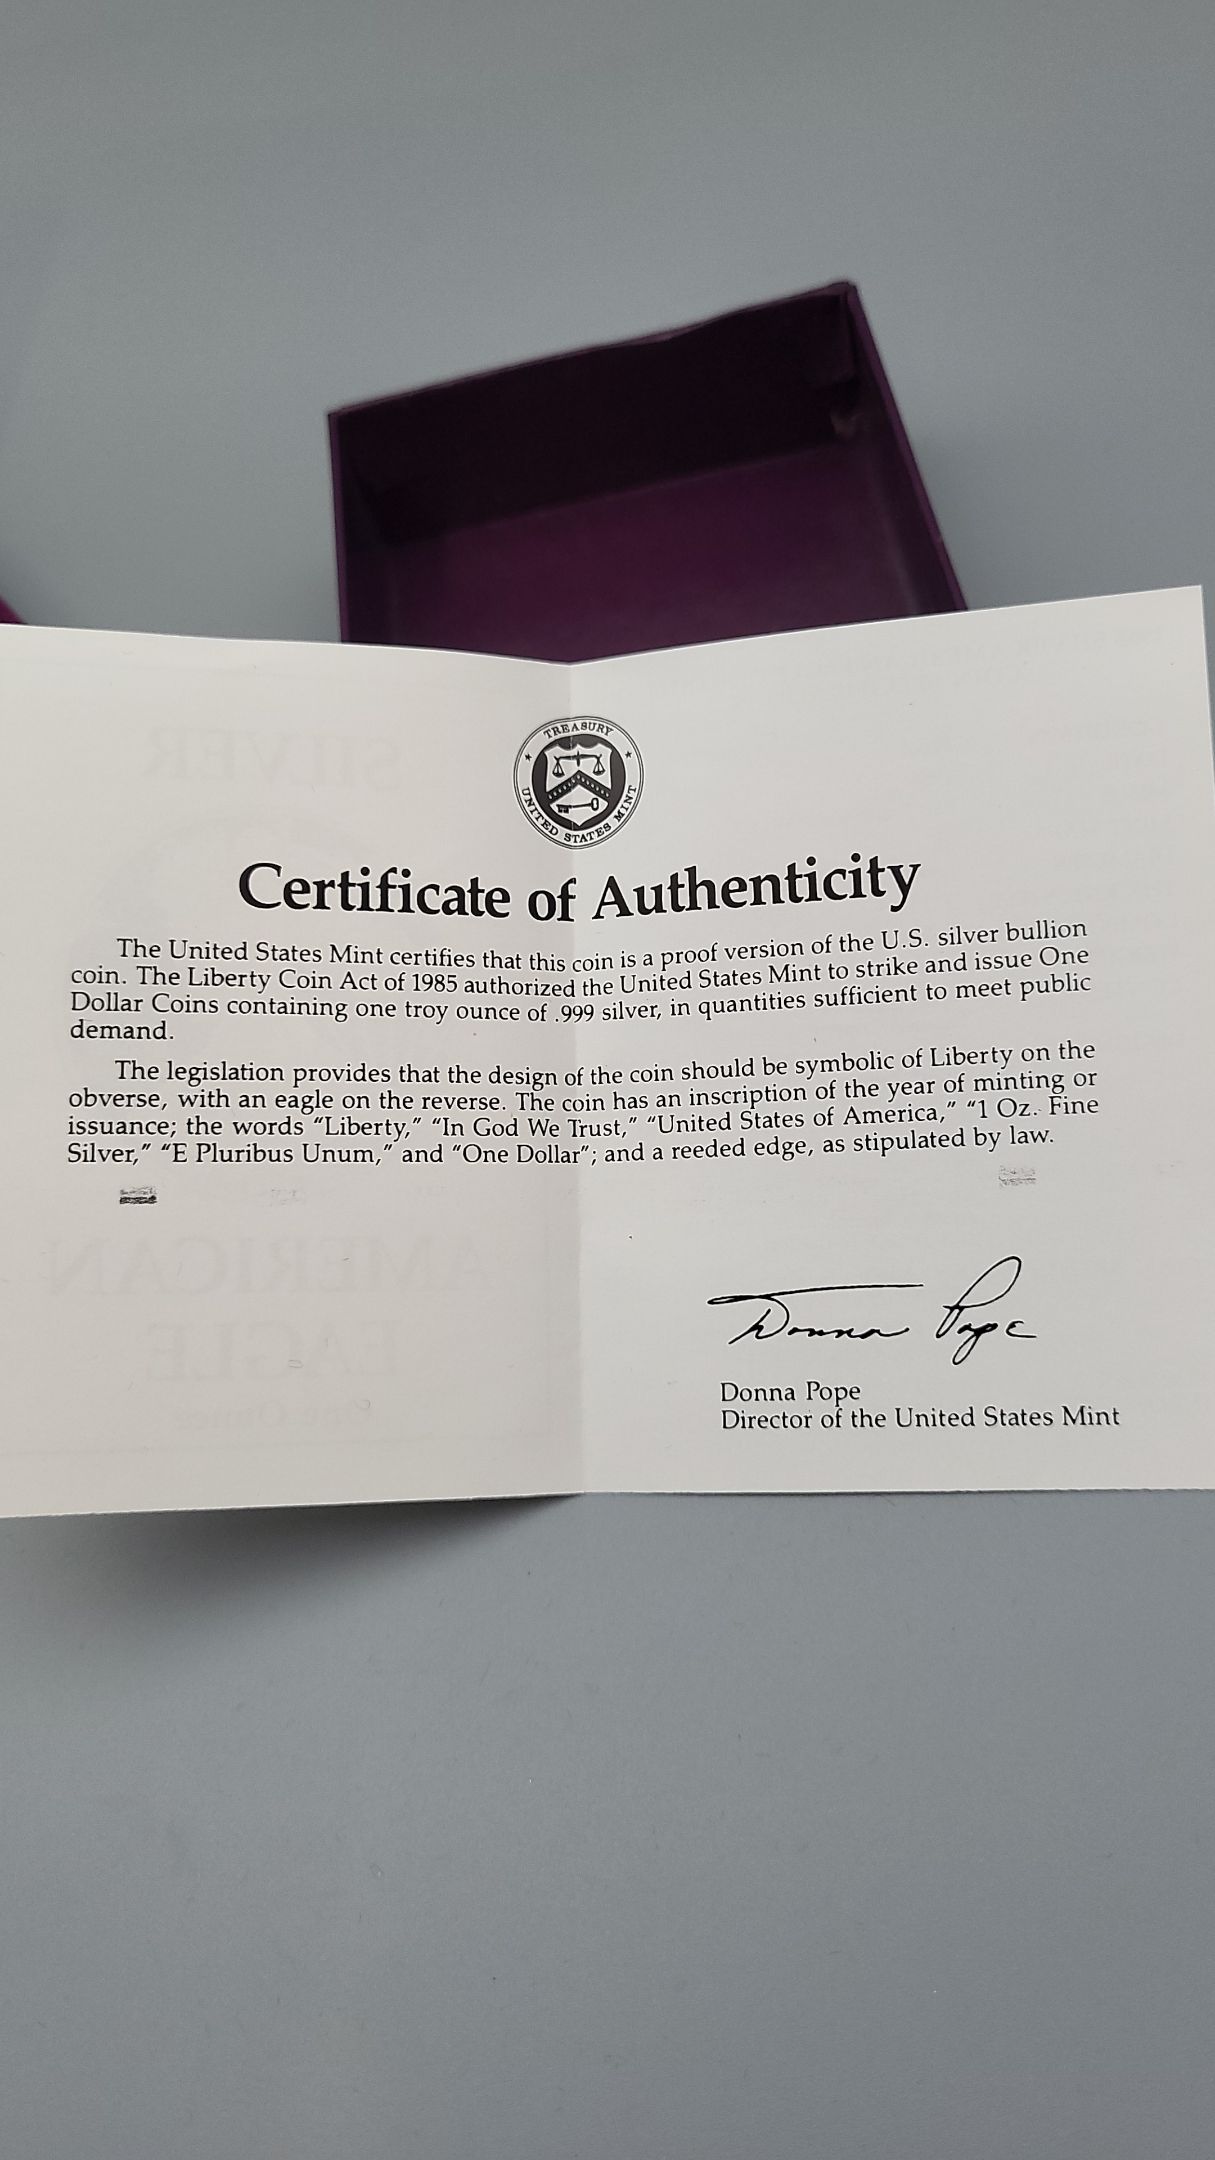 TREASURY
UNITED STATES MINT
Certificate of Authenticity
The United States Mint certifies that this coin is a proof version of the U.S. silver bullion
coin. The Liberty Coin Act of 1985 authorized the United States Mint to strike and issue One
Dollar Coins containing one troy ounce of .999 silver, in quantities sufficient to meet public
demand.
The legislation provides that the design of the coin should be symbolic of Liberty on the
obverse, with an eagle on the reverse. The coin has an inscription of the year of minting or
issuance; the words “Liberty,” “In God We Trust,” “United States of America,” “1 Oz. Fine
Silver,” “E Pluribus Unum,” and “One Dollar”; and a reeded edge, as stipulated by law.
SILVER
AMERICAN
EAGLE
One Ounce
Donna Pope
Donna Pope
Director of the United States Mint